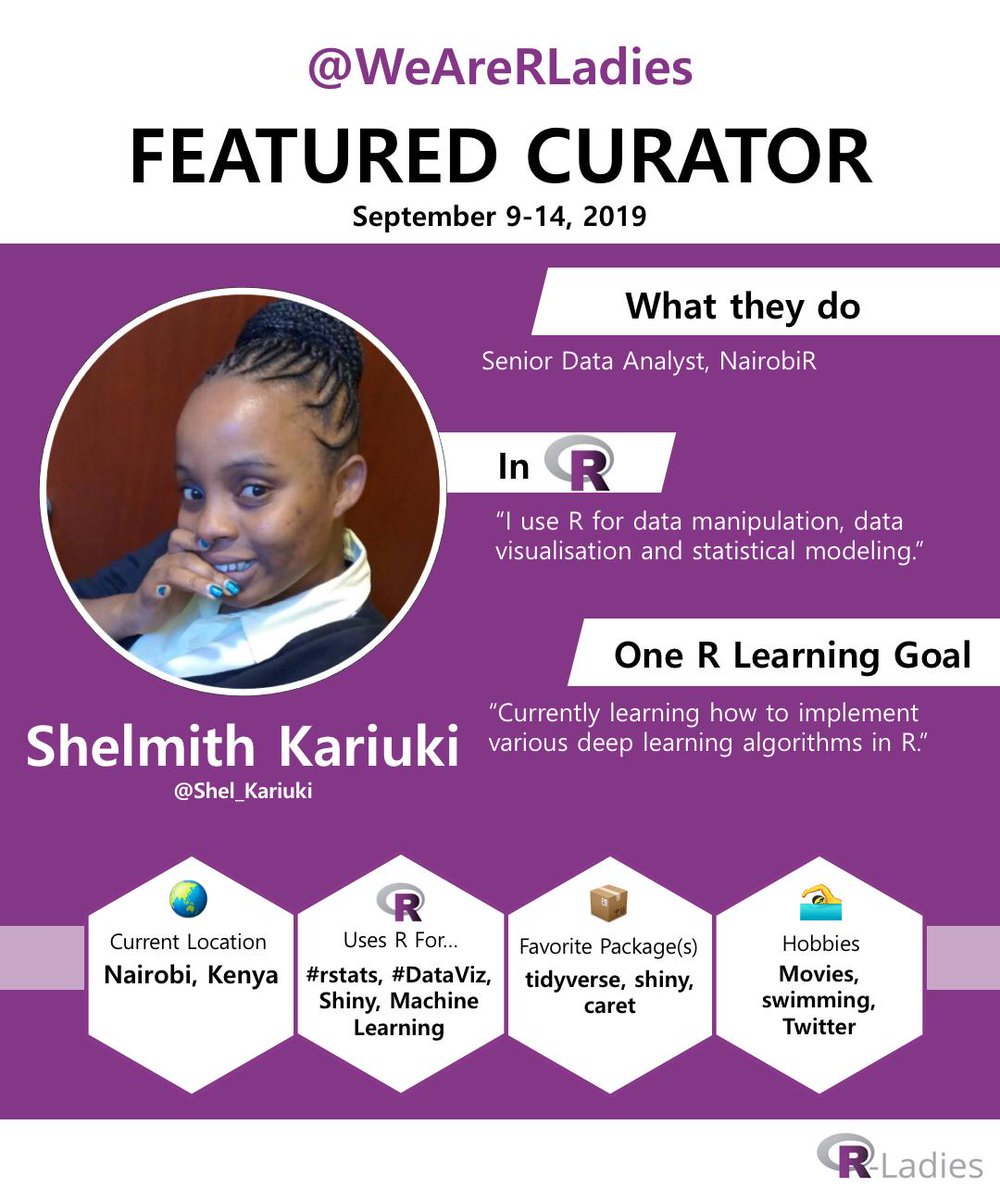 @WeAreRLadies
FEATURED CURATOR
September 9-14, 2019
What they do
Senior Data Analyst, NairobiR
In R
“I use R for data manipulation, data
visualisation and statistical modeling.”
One R Learning Goal
“Currently learning how to implement
various deep learning algorithms in R.”
Shelmith Kariuki
@Shel_Kariuki
Current Location
Nairobi, Kenya
R
Uses R For...
#rstats, #DataViz,
Shiny, Machine
Learning
Favorite Package(s)
tidyverse, shiny,
caret
Hobbies
Movies,
swimming,
Twitter
R-Ladies